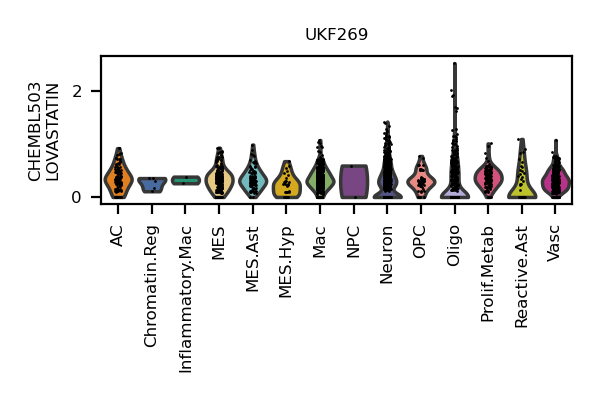 UKF269
CHEMBL503
LOVASTATIN
2
0
AC
Chromatin.Reg
Inflammatory.Mac
MES
MES.Ast
MES.Hyp
Mac
NPC
Neuron
OPC
Oligo
Prolif.Metab
Reactive.Ast
Vasc